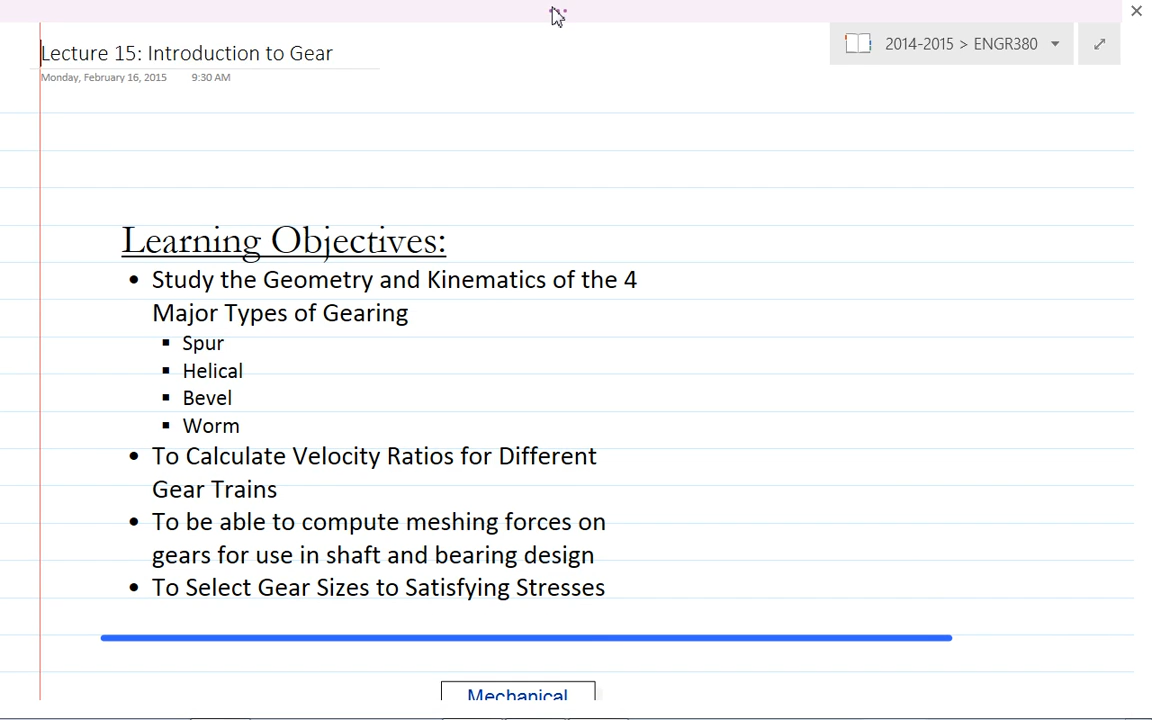 2014-2015 > ENGR380
Lecture 15: Introduction to Gear
Monday, February 16, 2015 9:30 AM
Learning Objectives:
• Study the Geometry and Kinematics of the 4
Major Types of Gearing
▪ Spur
▪ Helical
▪ Bevel
▪ Worm
• To Calculate Velocity Ratios for Different
Gear Trains
• To be able to compute meshing forces on
gears for use in shaft and bearing design
• To Select Gear Sizes to Satisfying Stresses
Mechanical